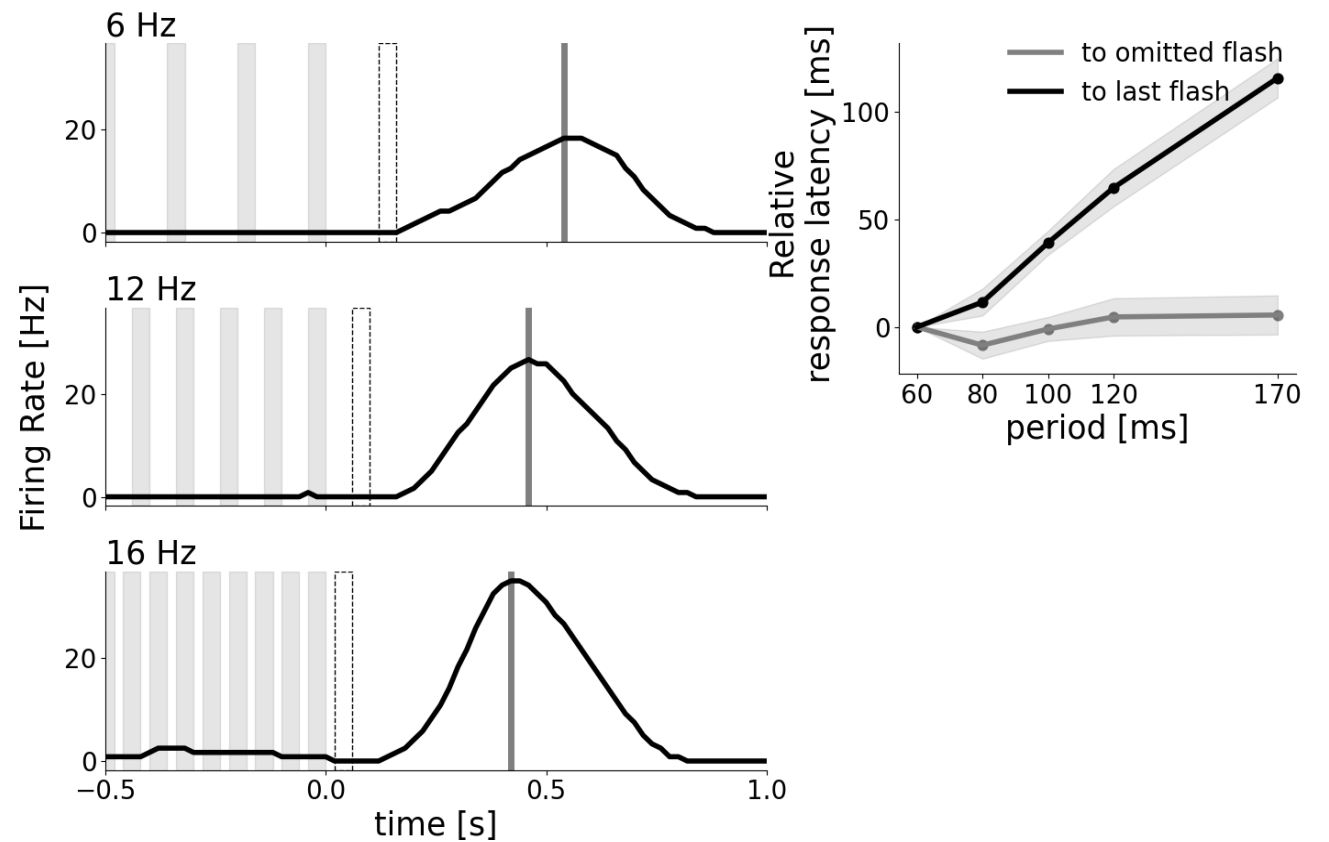 6 Hz
20
0
12 Hz
20
0
16 Hz
20
0
−0.5
0.0
0.5
1.0
time [s]
Firing Rate [Hz]
to omitted flash
to last flash
100
50
0
60
80
100
120
170
period [ms]
Relative
response latency [ms]